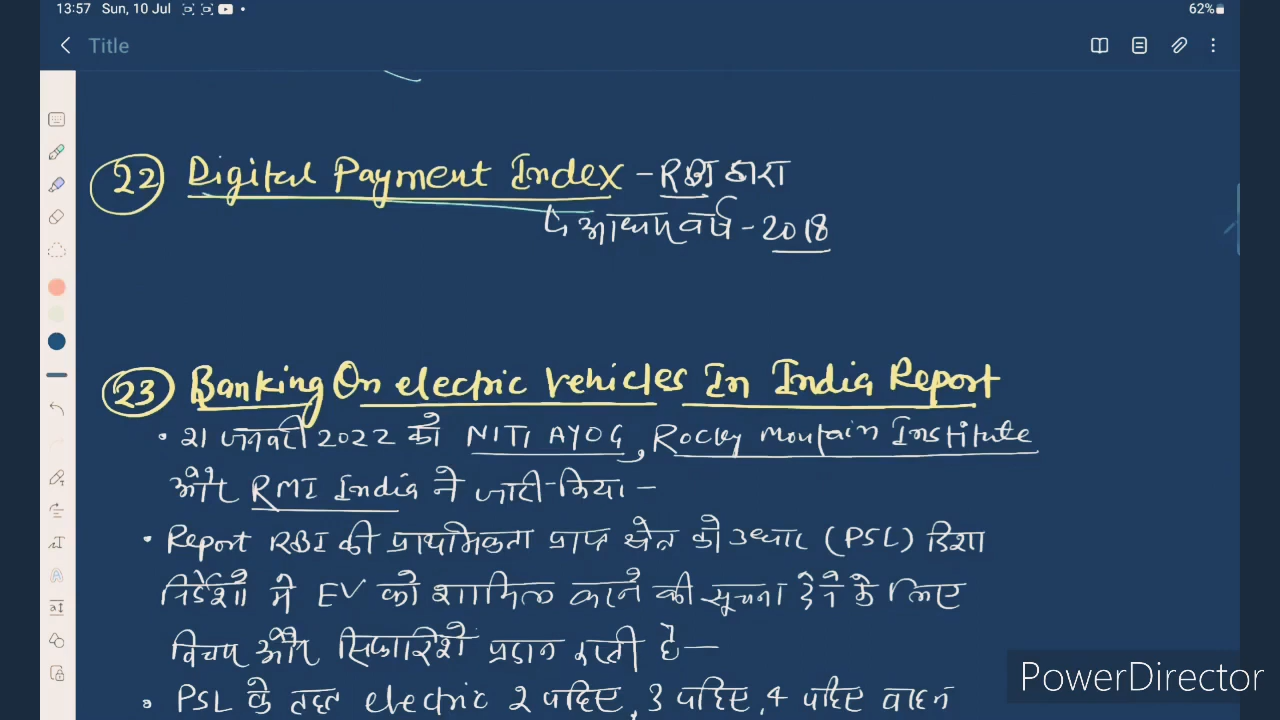 13:57 Sun, 10 Jul
62%
Title
22 Digital Payment Index - RBI द्वारा
↳ आधार वर्ष - 2018
23 Banking On electric Vehicles In India Report
• 21 जनवरी 2022 को NITI AYOG, Rocky Mountain Institute
और RMI India ने जारी किया -
• Report RBI की प्राथमिकता प्राप्त क्षेत्र को उधार (PSL) दिशा
निर्देशों में EV को शामिल करने की सूचना देने के लिए
विचार और सिफारिशें प्रदान करती है -
• PSL के तहत electric 2 पहिए, 3 पहिए, 4 पहिए वाहन
PowerDirector